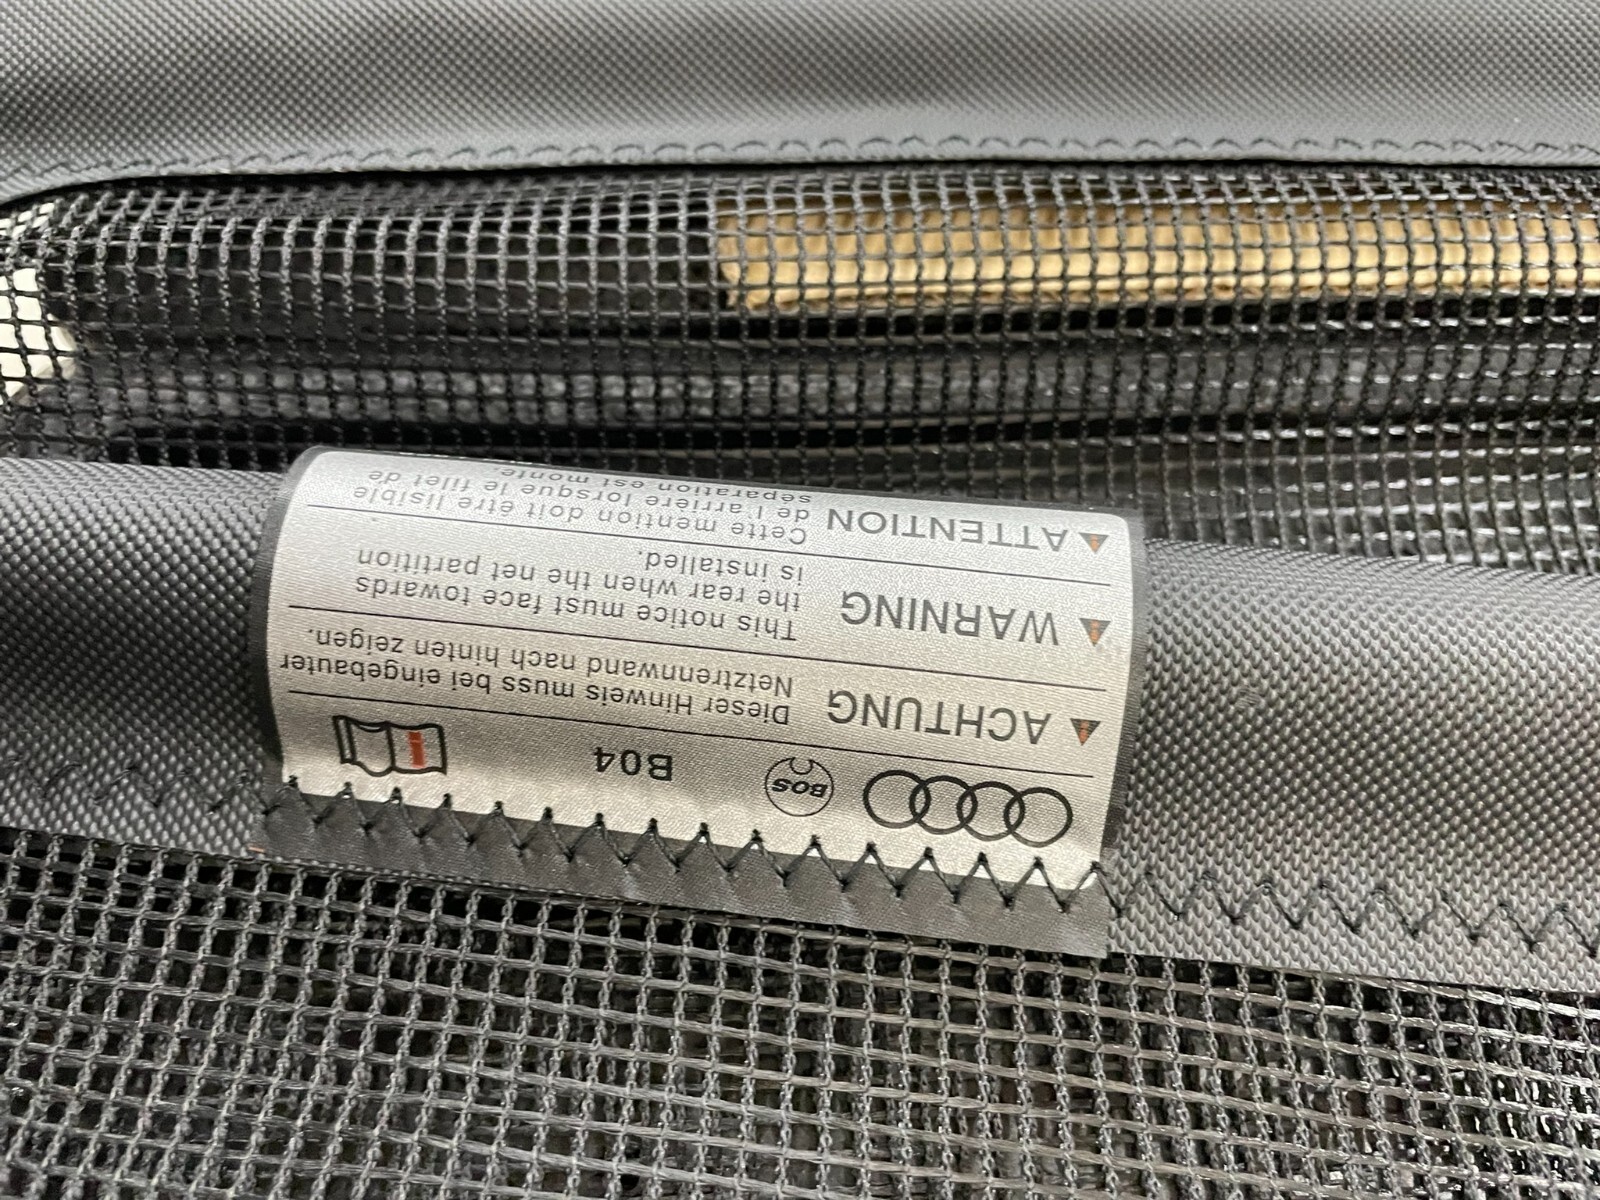 BOS B04
ACHTUNG
Dieser Hinweis muss bei eingebauter
Netztrennwand nach hinten zeigen.
WARNING
This notice must face towards
the rear when the net partition
is installed.
ATTENTION
Cette mention doit être lisible
de l'arrière lorsque le filet de
séparation est monté.